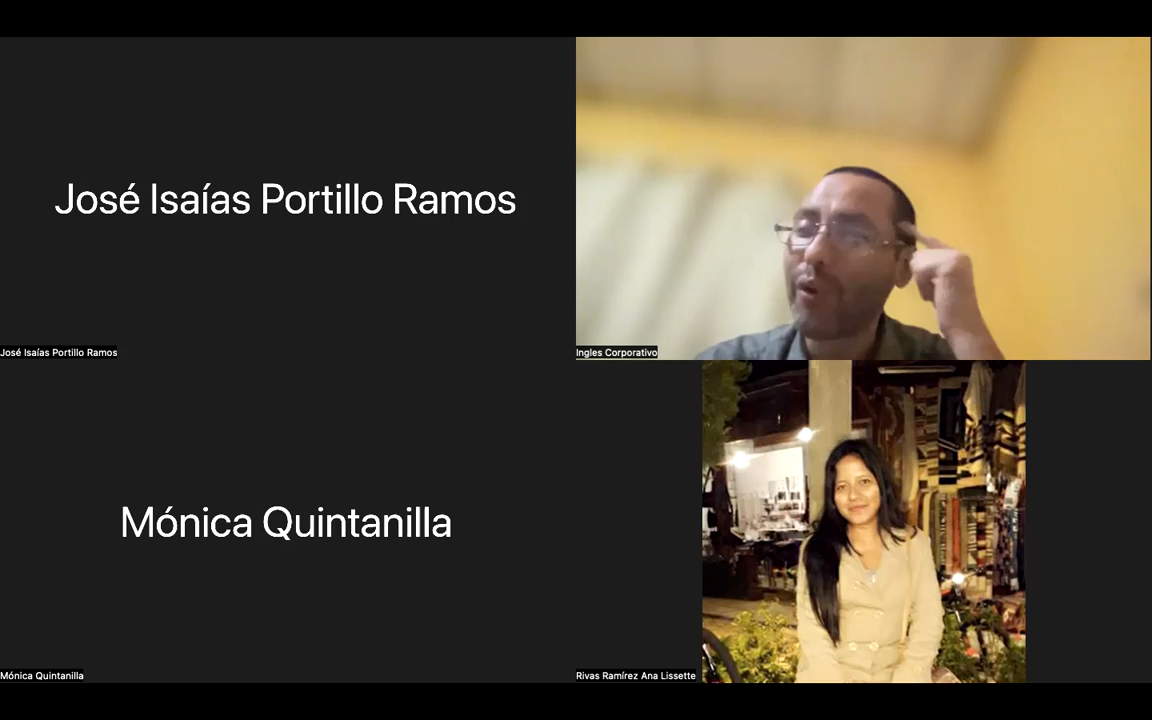 José Isaías Portillo Ramos
José Isaías Portillo Ramos
Ingles Corporativo
Mónica Quintanilla
Mónica Quintanilla
Rivas Ramírez Ana Lissette